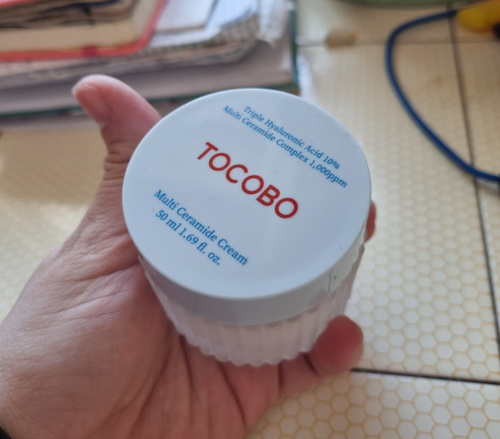 Triple Hyaluronic Acid 10%
Multi Ceramide Complex 1,000ppm
TOCOBO
Multi Ceramide Cream
50 ml 1.69 fl. oz.